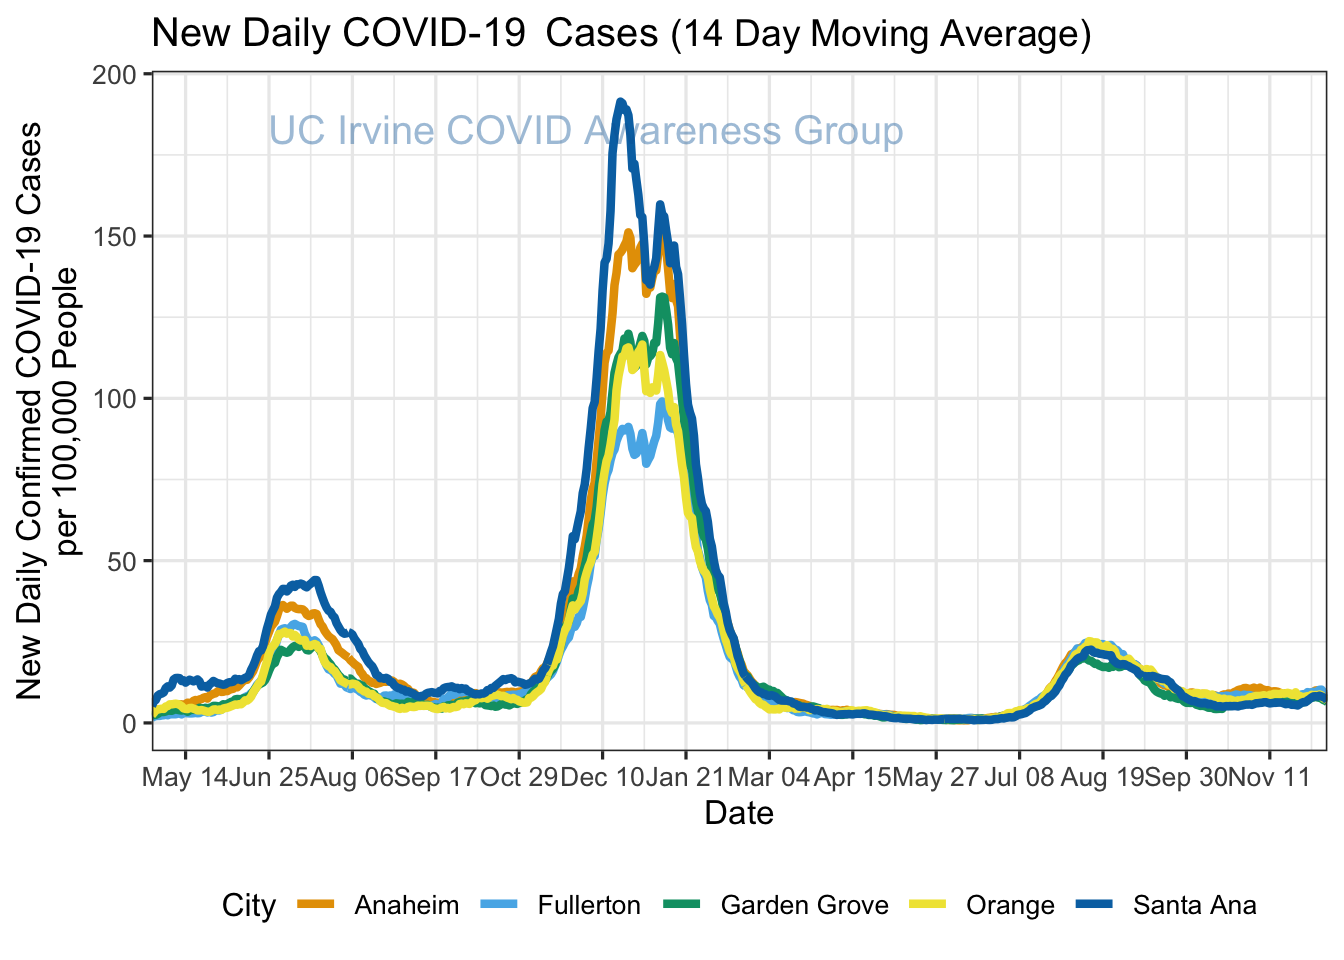 New Daily COVID-19 Cases (14 Day Moving Average)
UC Irvine COVID Awareness Group
New Daily Confirmed COVID-19 Cases
per 100,000 People
200
150
100
50
0
May 14 Jun 25 Aug 06 Sep 17 Oct 29 Dec 10 Jan 21 Mar 04 Apr 15 May 27 Jul 08 Aug 19 Sep 30 Nov 11
Date
City Anaheim Fullerton Garden Grove Orange Santa Ana